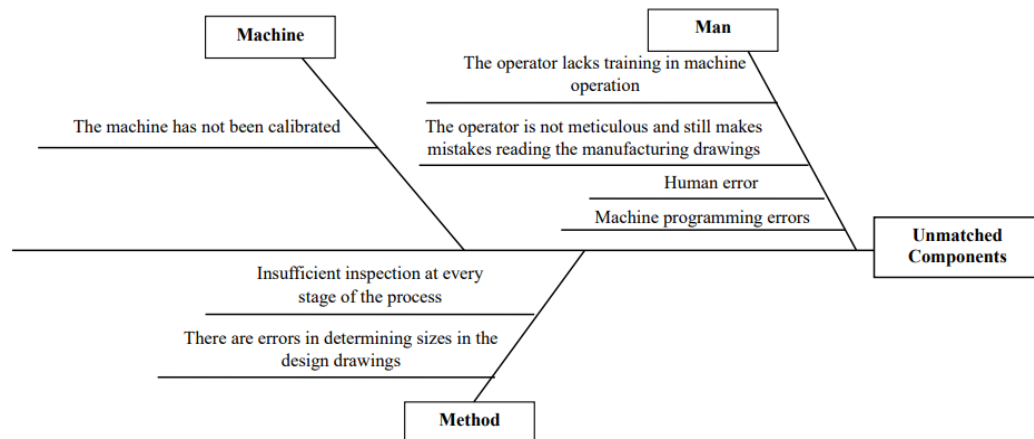 Machine
Man
The operator lacks training in machine
operation
The machine has not been calibrated
The operator is not meticulous and still makes
mistakes reading the manufacturing drawings
Human error
Machine programming errors
Unmatched
Components
Insufficient inspection at every
stage of the process
There are errors in determining sizes in the
design drawings
Method